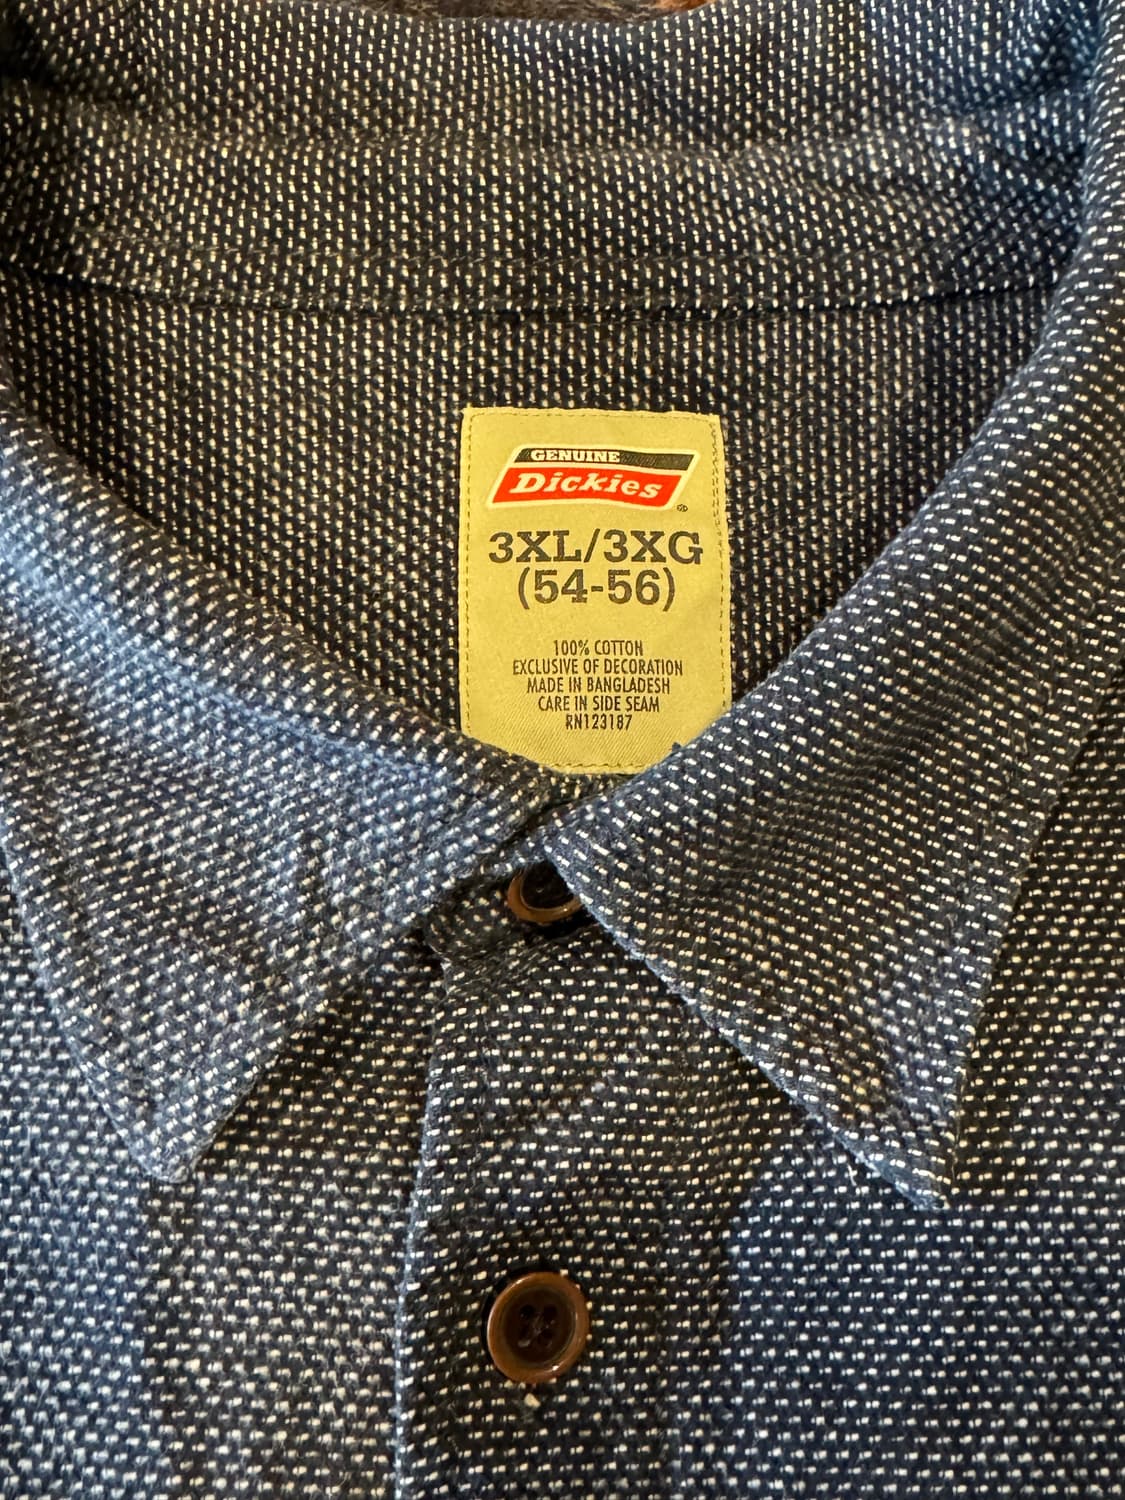 GENUINE
Dickies
®
3XL/3XG
(54-56)
100% COTTON
EXCLUSIVE OF DECORATION
MADE IN BANGLADESH
CARE IN SIDE SEAM
RN123187